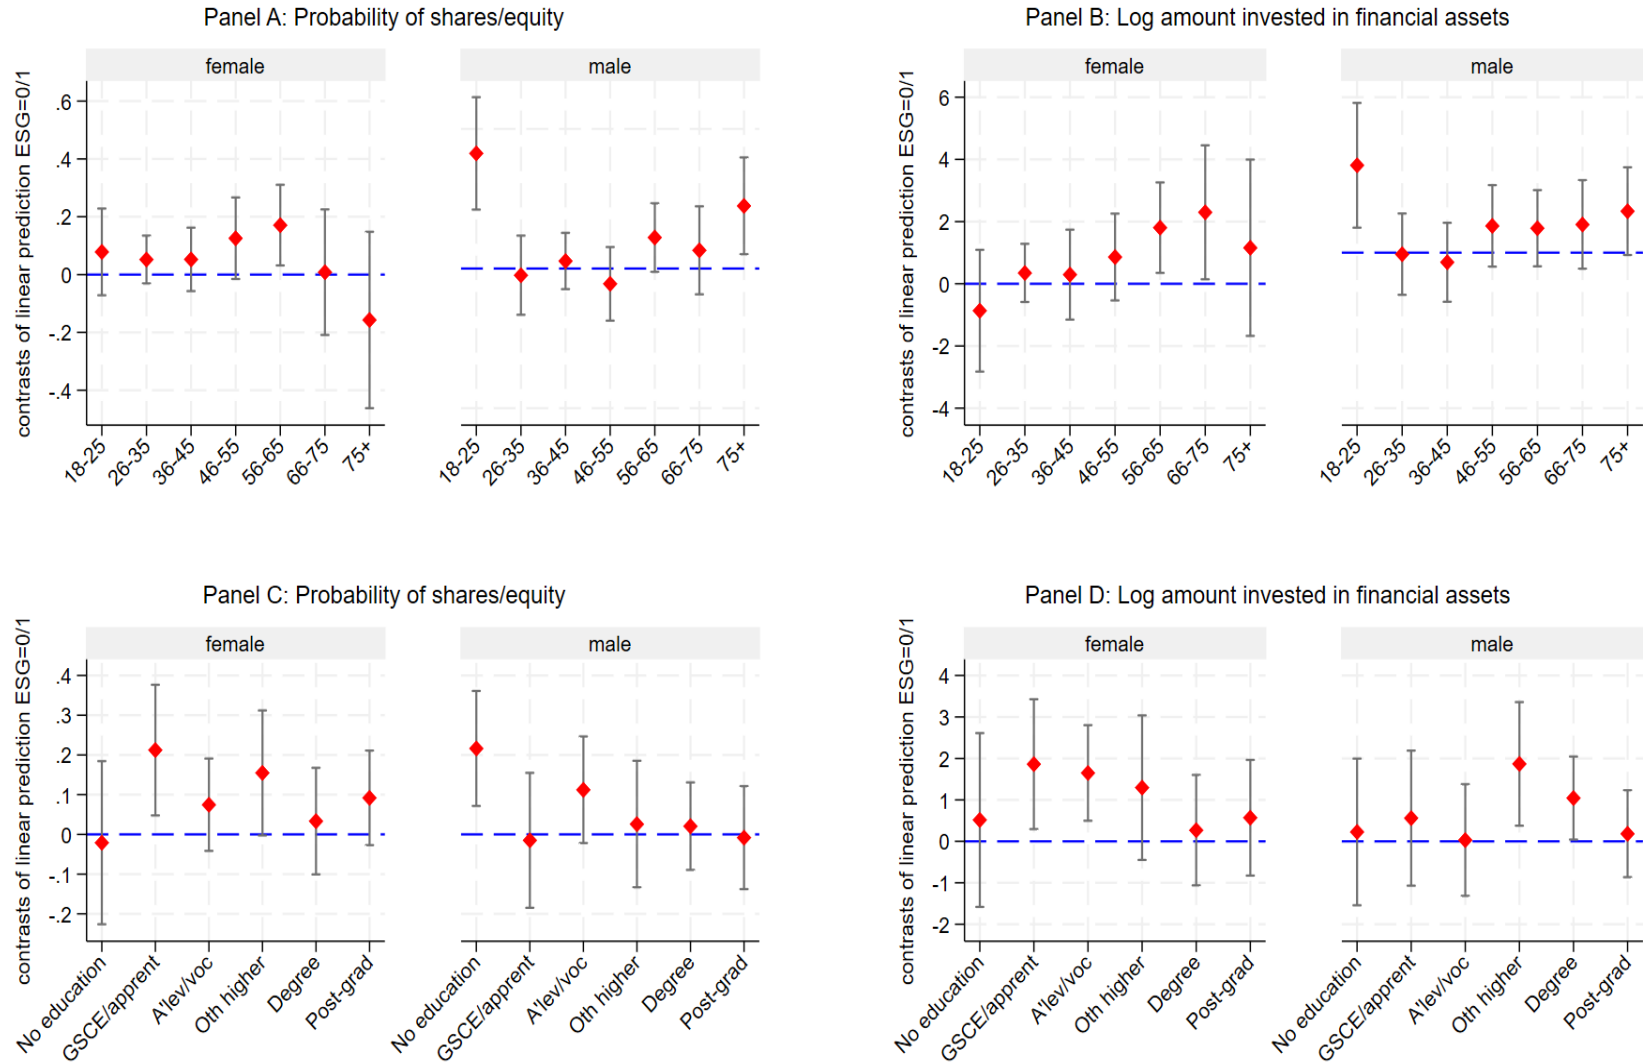 Panel A: Probability of shares/equity
contrasts of linear prediction ESG=0/1
female
male
.6
.4
.2
0
-.2
-.4
18-25
26-35
36-45
46-55
56-65
66-75
75+
18-25
26-35
36-45
46-55
56-65
66-75
75+
Panel B: Log amount invested in financial assets
contrasts of linear prediction ESG=0/1
female
male
6
4
2
0
-2
-4
18-25
26-35
36-45
46-55
56-65
66-75
75+
18-25
26-35
36-45
46-55
56-65
66-75
75+
Panel C: Probability of shares/equity
contrasts of linear prediction ESG=0/1
female
male
.4
.3
.2
.1
0
-.1
-.2
No education
GSCE/apprent
A'lev/voc
Oth higher
Degree
Post-grad
No education
GSCE/apprent
A'lev/voc
Oth higher
Degree
Post-grad
Panel D: Log amount invested in financial assets
contrasts of linear prediction ESG=0/1
female
male
4
3
2
1
0
-1
-2
No education
GSCE/apprent
A'lev/voc
Oth higher
Degree
Post-grad
No education
GSCE/apprent
A'lev/voc
Oth higher
Degree
Post-grad